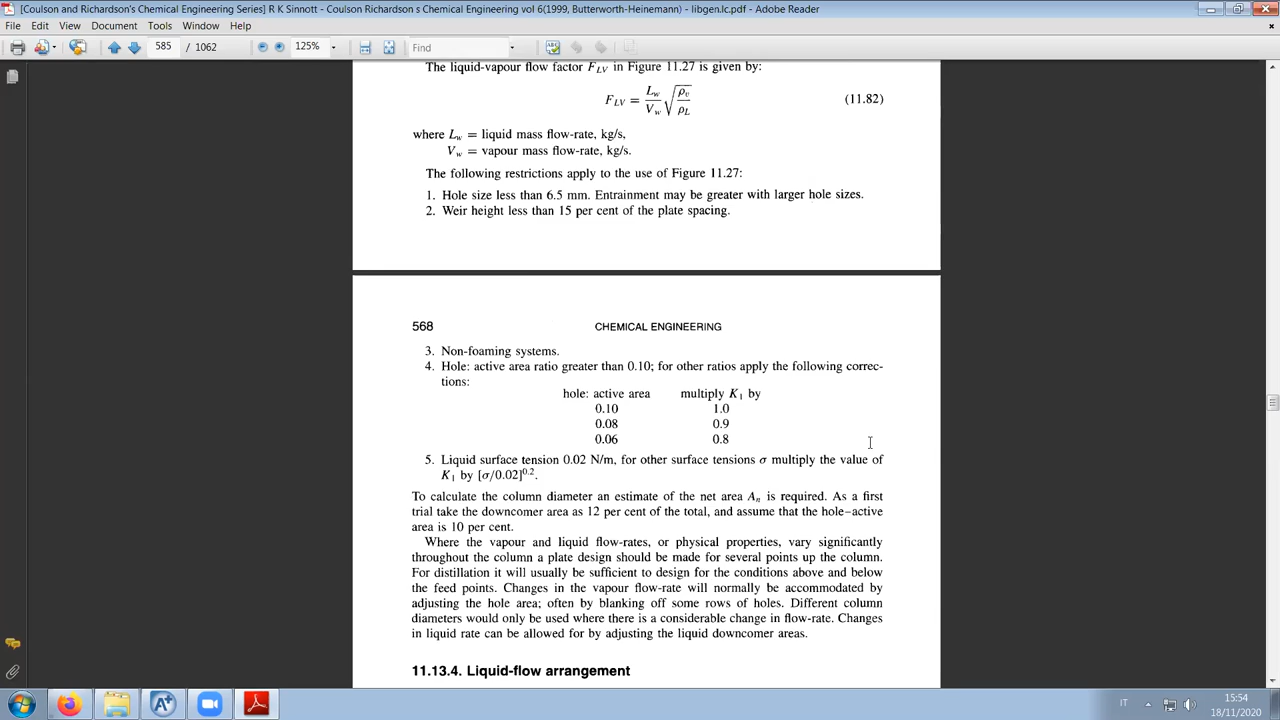 [Coulson and Richardson's Chemical Engineering Series] R K Sinnott - Coulson Richardson s Chemical Engineering vol 6(1999, Butterworth-Heinemann) - libgen.lc.pdf - Adobe Reader
File Edit View Document Tools Window Help
585 / 1062 125% Find
The liquid-vapour flow factor F_LV in Figure 11.27 is given by:
F_LV = L_w/V_w √(ρ_v/ρ_L) (11.82)
where L_w = liquid mass flow-rate, kg/s,
V_w = vapour mass flow-rate, kg/s.
The following restrictions apply to the use of Figure 11.27:
1. Hole size less than 6.5 mm. Entrainment may be greater with larger hole sizes.
2. Weir height less than 15 per cent of the plate spacing.
568 CHEMICAL ENGINEERING
3. Non-foaming systems.
4. Hole: active area ratio greater than 0.10; for other ratios apply the following correc-
tions:
hole: active area multiply K₁ by
0.10 1.0
0.08 0.9
0.06 0.8
5. Liquid surface tension 0.02 N/m, for other surface tensions σ multiply the value of
K₁ by [σ/0.02]^0.2.
To calculate the column diameter an estimate of the net area A_n is required. As a first
trial take the downcomer area as 12 per cent of the total, and assume that the hole–active
area is 10 per cent.
Where the vapour and liquid flow-rates, or physical properties, vary significantly
throughout the column a plate design should be made for several points up the column.
For distillation it will usually be sufficient to design for the conditions above and below
the feed points. Changes in the vapour flow-rate will normally be accommodated by
adjusting the hole area; often by blanking off some rows of holes. Different column
diameters would only be used where there is a considerable change in flow-rate. Changes
in liquid rate can be allowed for by adjusting the liquid downcomer areas.
11.13.4. Liquid-flow arrangement
IT 15:54
18/11/2020